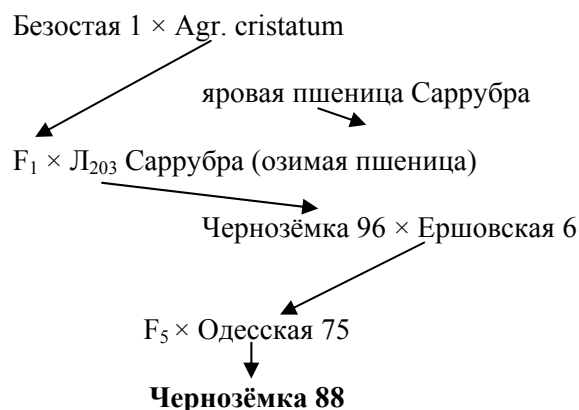 Безостая 1 × Agr. cristatum
яровая пшеница Саррубра
F₁ × Л₂₀₃ Саррубра (озимая пшеница)
Чернозёмка 96 × Ершовская 6
F₅ × Одесская 75
Чернозёмка 88